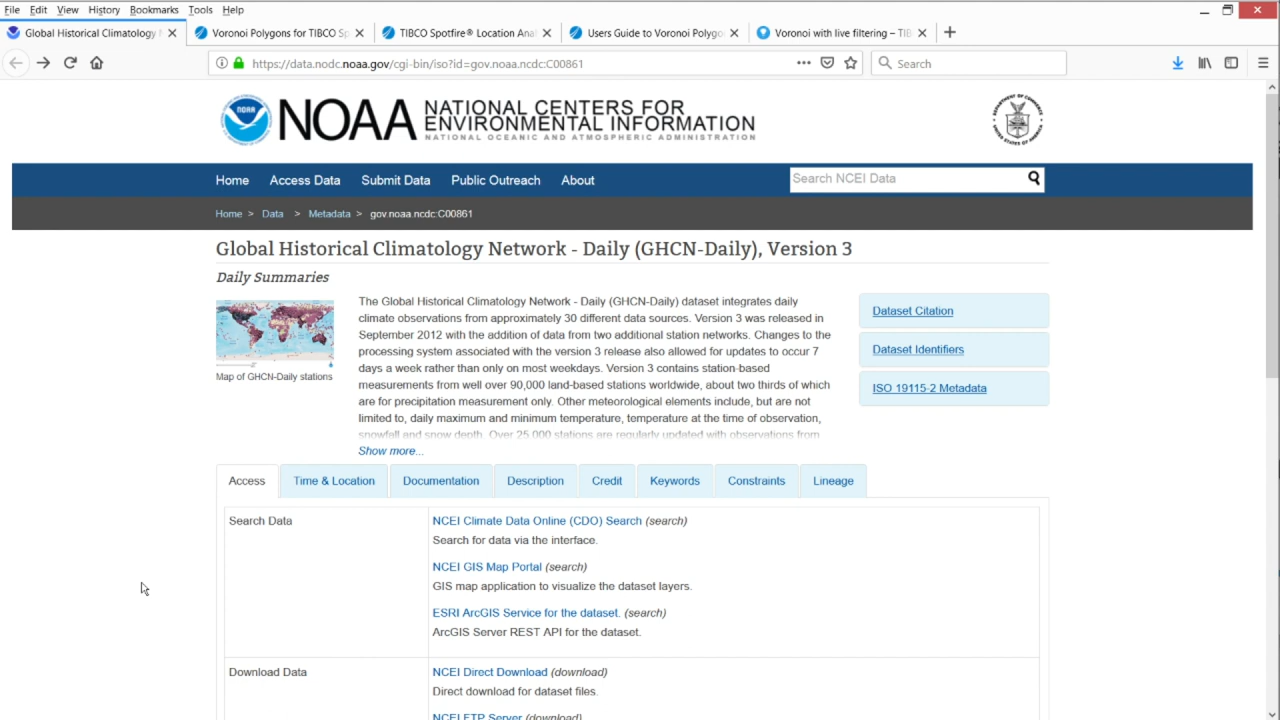 File Edit View History Bookmarks Tools Help
Global Historical Climatology N
Voronoi Polygons for TIBCO Sp
TIBCO Spotfire® Location Anal
Users Guide to Voronoi Polygo
Voronoi with live filtering – TIB
https://data.nodc.noaa.gov/cgi-bin/iso?id=gov.noaa.ncdc:C00861
Search
NOAA
NATIONAL CENTERS FOR
ENVIRONMENTAL INFORMATION
NATIONAL OCEANIC AND ATMOSPHERIC ADMINISTRATION
Home Access Data Submit Data Public Outreach About
Search NCEI Data
Home > Data > Metadata > gov.noaa.ncdc:C00861
Global Historical Climatology Network - Daily (GHCN-Daily), Version 3
Daily Summaries
Map of GHCN-Daily stations
The Global Historical Climatology Network - Daily (GHCN-Daily) dataset integrates daily
climate observations from approximately 30 different data sources. Version 3 was released in
September 2012 with the addition of data from two additional station networks. Changes to the
processing system associated with the version 3 release also allowed for updates to occur 7
days a week rather than only on most weekdays. Version 3 contains station-based
measurements from well over 90,000 land-based stations worldwide, about two thirds of which
are for precipitation measurement only. Other meteorological elements include, but are not
limited to, daily maximum and minimum temperature, temperature at the time of observation,
snowfall and snow depth. Over 25,000 stations are regularly updated with observations from
Show more...
Dataset Citation
Dataset Identifiers
ISO 19115-2 Metadata
Access Time & Location Documentation Description Credit Keywords Constraints Lineage
Search Data
NCEI Climate Data Online (CDO) Search (search)
Search for data via the interface.
NCEI GIS Map Portal (search)
GIS map application to visualize the dataset layers.
ESRI ArcGIS Service for the dataset. (search)
ArcGIS Server REST API for the dataset.
Download Data
NCEI Direct Download (download)
Direct download for dataset files.
NCEI FTP Server (download)